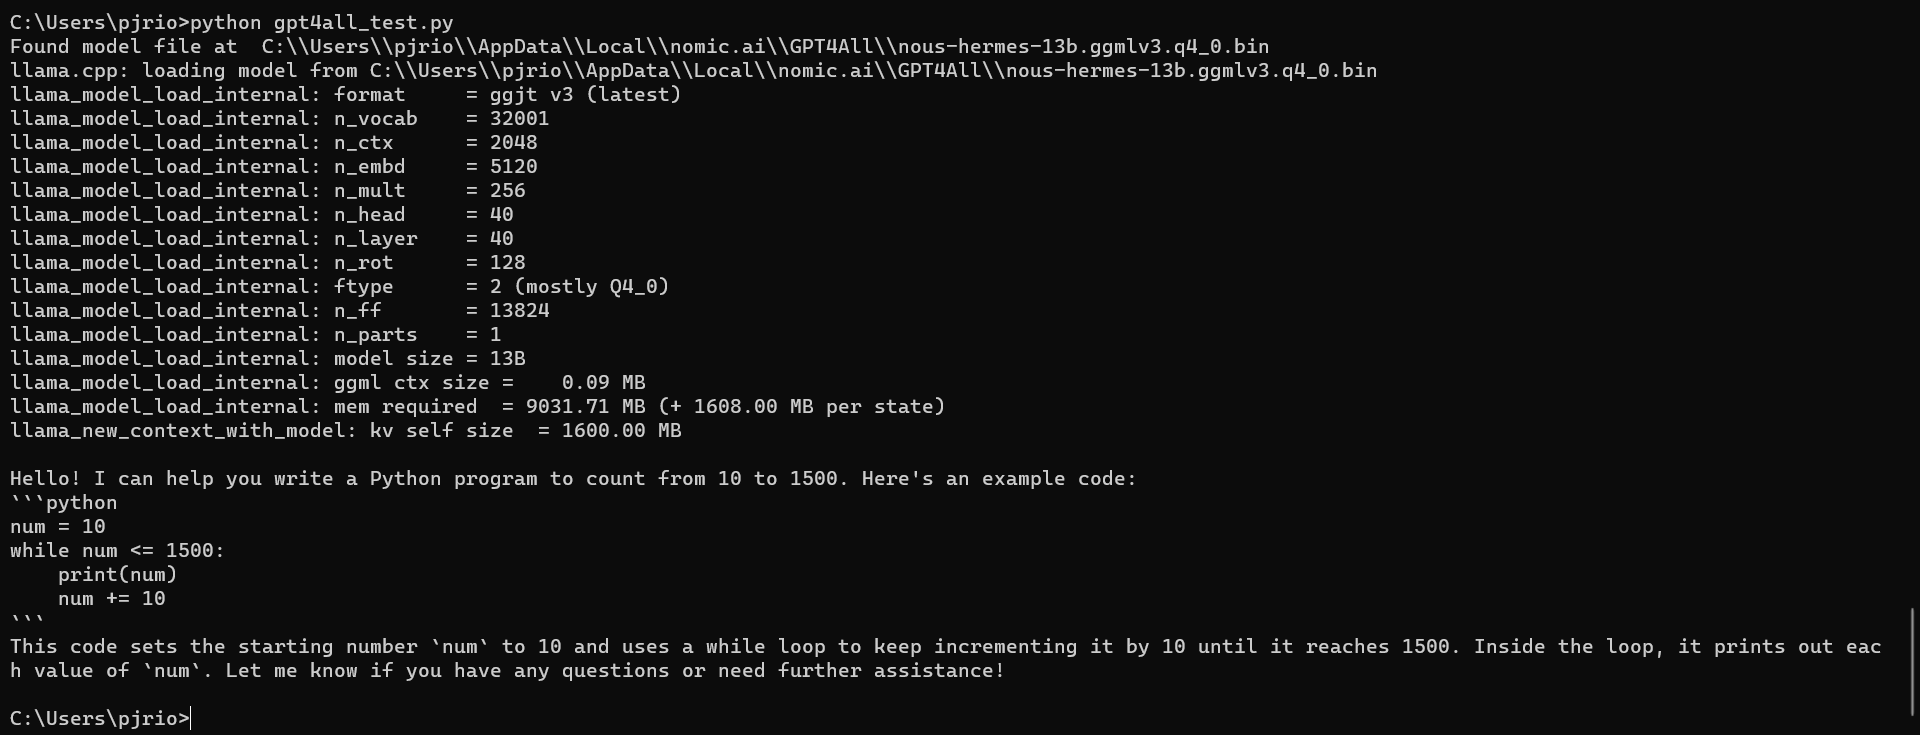 C:\Users\pjrio>python gpt4all_test.py
Found model file at  C:\\Users\\pjrio\\AppData\\Local\\nomic.ai\\GPT4All\\nous-hermes-13b.ggmlv3.q4_0.bin
llama.cpp: loading model from C:\\Users\\pjrio\\AppData\\Local\\nomic.ai\\GPT4All\\nous-hermes-13b.ggmlv3.q4_0.bin
llama_model_load_internal: format     = ggjt v3 (latest)
llama_model_load_internal: n_vocab    = 32001
llama_model_load_internal: n_ctx      = 2048
llama_model_load_internal: n_embd     = 5120
llama_model_load_internal: n_mult     = 256
llama_model_load_internal: n_head     = 40
llama_model_load_internal: n_layer    = 40
llama_model_load_internal: n_rot      = 128
llama_model_load_internal: ftype      = 2 (mostly Q4_0)
llama_model_load_internal: n_ff       = 13824
llama_model_load_internal: n_parts    = 1
llama_model_load_internal: model size = 13B
llama_model_load_internal: ggml ctx size =    0.09 MB
llama_model_load_internal: mem required  = 9031.71 MB (+ 1608.00 MB per state)
llama_new_context_with_model: kv self size  = 1600.00 MB

Hello! I can help you write a Python program to count from 10 to 1500. Here's an example code:
```python
num = 10
while num <= 1500:
    print(num)
    num += 10
```
This code sets the starting number `num` to 10 and uses a while loop to keep incrementing it by 10 until it reaches 1500. Inside the loop, it prints out eac
h value of `num`. Let me know if you have any questions or need further assistance!

C:\Users\pjrio>